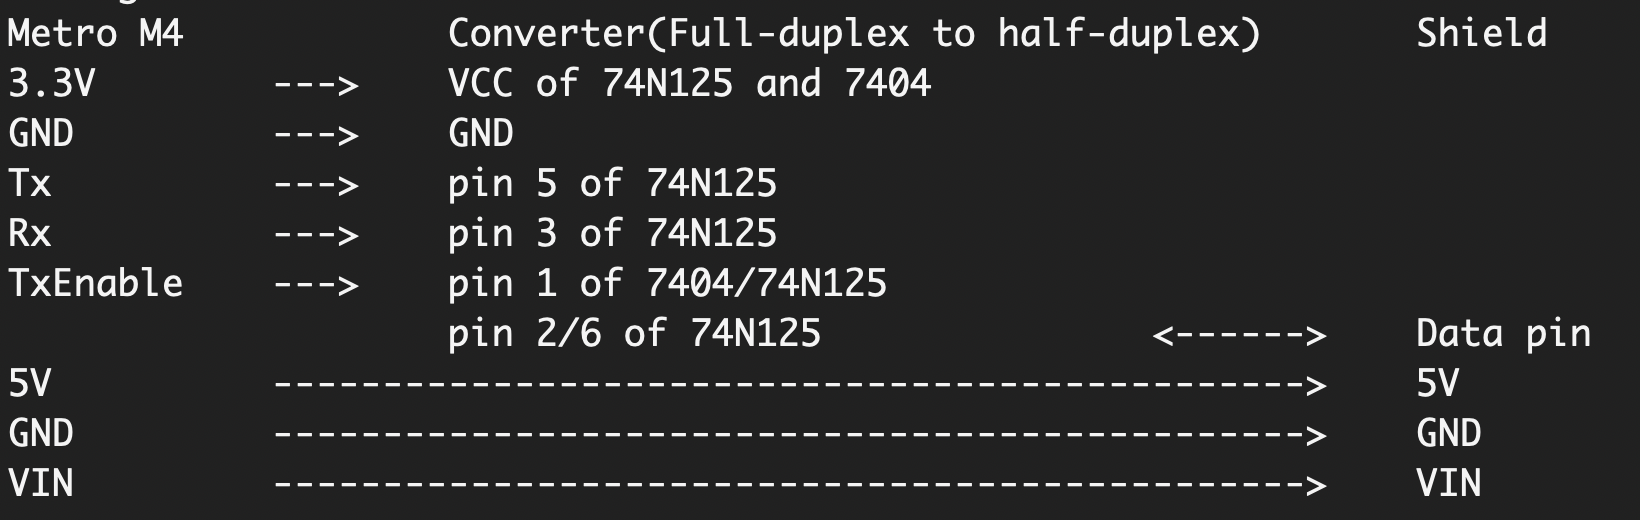 Metro M4 Converter(Full-duplex to half-duplex) Shield
3.3V ---> VCC of 74N125 and 7404
GND ---> GND
Tx ---> pin 5 of 74N125
Rx ---> pin 3 of 74N125
TxEnable ---> pin 1 of 7404/74N125
pin 2/6 of 74N125 <------> Data pin
5V -----------------------------------------------> 5V
GND -----------------------------------------------> GND
VIN -----------------------------------------------> VIN